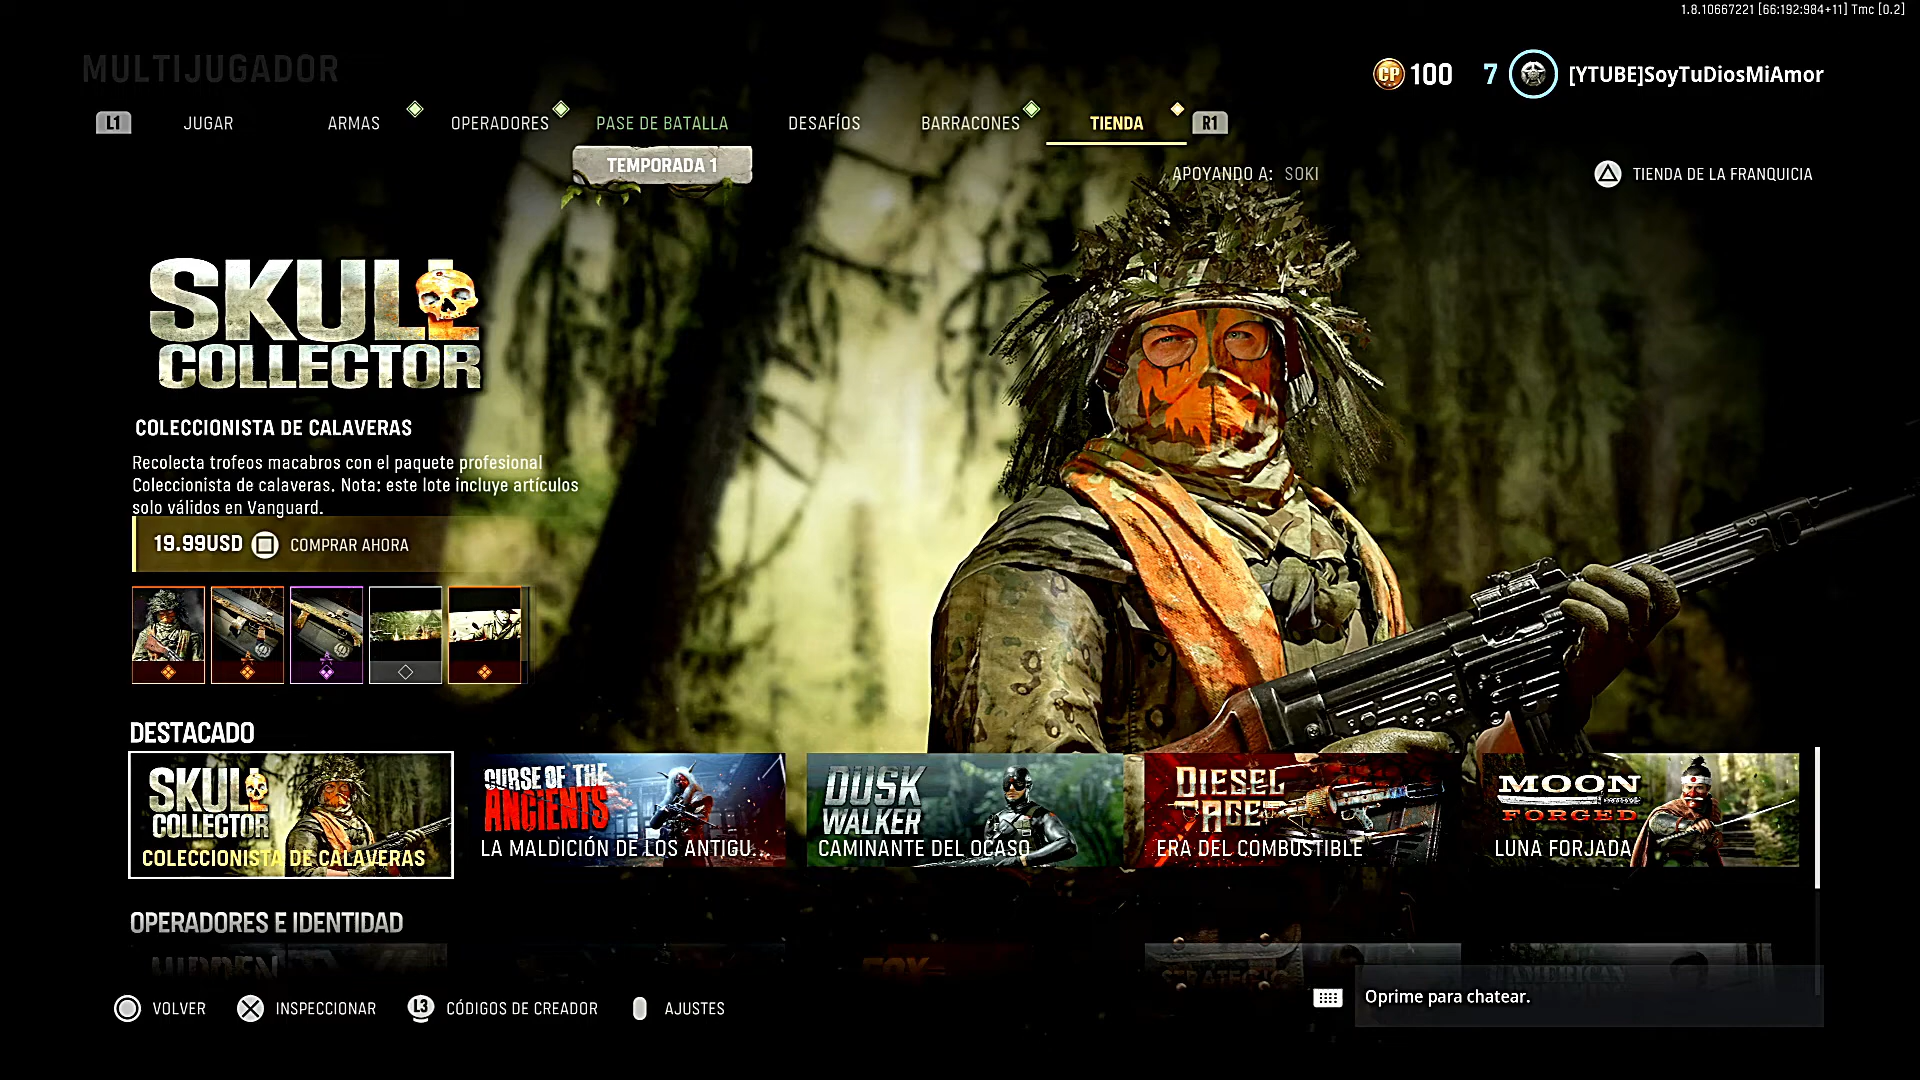 1.8.10667221 [66:192:984+11] Tmc [0.2]
MULTIJUGADOR
CP 100 7 [YTUBE]SoyTuDiosMiAmor
L1 JUGAR ARMAS OPERADORES PASE DE BATALLA DESAFÍOS BARRACONES TIENDA R1
TEMPORADA 1
APOYANDO A: SOKI
TIENDA DE LA FRANQUICIA
SKULL
COLLECTOR
COLECCIONISTA DE CALAVERAS
Recolecta trofeos macabros con el paquete profesional
Coleccionista de calaveras. Nota: este lote incluye artículos
solo válidos en Vanguard.
19.99USD COMPRAR AHORA
DESTACADO
SKULL
COLLECTOR
COLECCIONISTA DE CALAVERAS
CURSE OF THE
ANCIENTS
LA MALDICIÓN DE LOS ANTIGU...
DUSK
WALKER
CAMINANTE DEL OCASO
DIESEL
AGE
ERA DEL COMBUSTIBLE
MOON
FORGED
LUNA FORJADA
OPERADORES E IDENTIDAD
HIDDEN
FOX
STRATEGIC
AMERICAN
VOLVER INSPECCIONAR L3 CÓDIGOS DE CREADOR AJUSTES
Oprime para chatear.